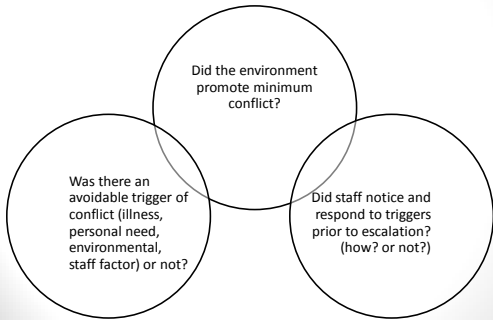 Did the environment
promote minimum
conflict?
Was there an
avoidable trigger of
conflict (illness,
personal need,
environmental,
staff factor) or not?
Did staff notice and
respond to triggers
prior to escalation?
(how? or not?)